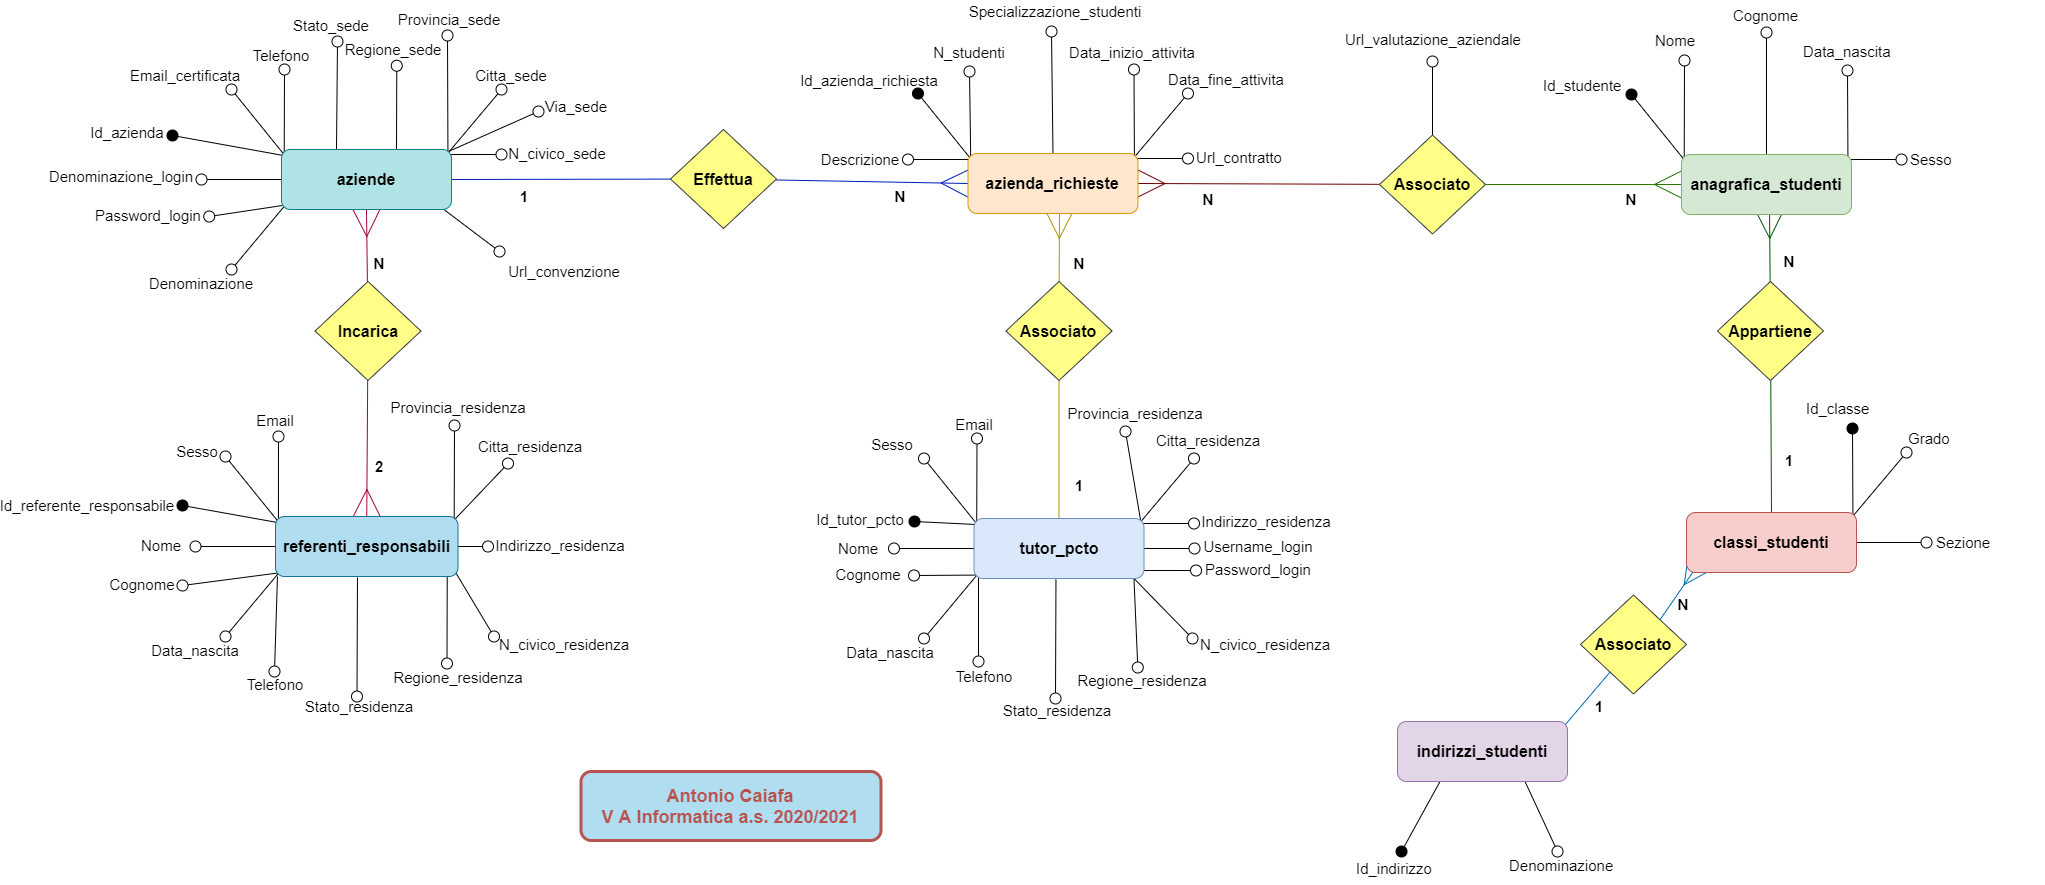 Provincia_sede
Stato_sede
Regione_sede
Telefono
Email_certificata
Citta_sede
Via_sede
Id_azienda
N_civico_sede
Denominazione_login
aziende
Password_login
Denominazione
Url_convenzione
1
Effettua
N
Specializzazione_studenti
N_studenti
Data_inizio_attivita
Id_azienda_richiesta
Data_fine_attivita
Descrizione
Url_contratto
azienda_richieste
N
Url_valutazione_aziendale
Associato
N
Cognome
Nome
Data_nascita
Id_studente
Sesso
anagrafica_studenti
N
Incarica
2
N
Associato
1
N
Appartiene
1
Provincia_residenza
Email
Citta_residenza
Sesso
Id_referente_responsabile
Nome
referenti_responsabili
Indirizzo_residenza
Cognome
Data_nascita
N_civico_residenza
Telefono
Regione_residenza
Stato_residenza
Provincia_residenza
Email
Citta_residenza
Sesso
Id_tutor_pcto
Indirizzo_residenza
Nome
tutor_pcto
Username_login
Cognome
Password_login
Data_nascita
N_civico_residenza
Telefono
Regione_residenza
Stato_residenza
Id_classe
Grado
classi_studenti
Sezione
N
Associato
1
indirizzi_studenti
Id_indirizzo
Denominazione
Antonio Caiafa
V A Informatica a.s. 2020/2021